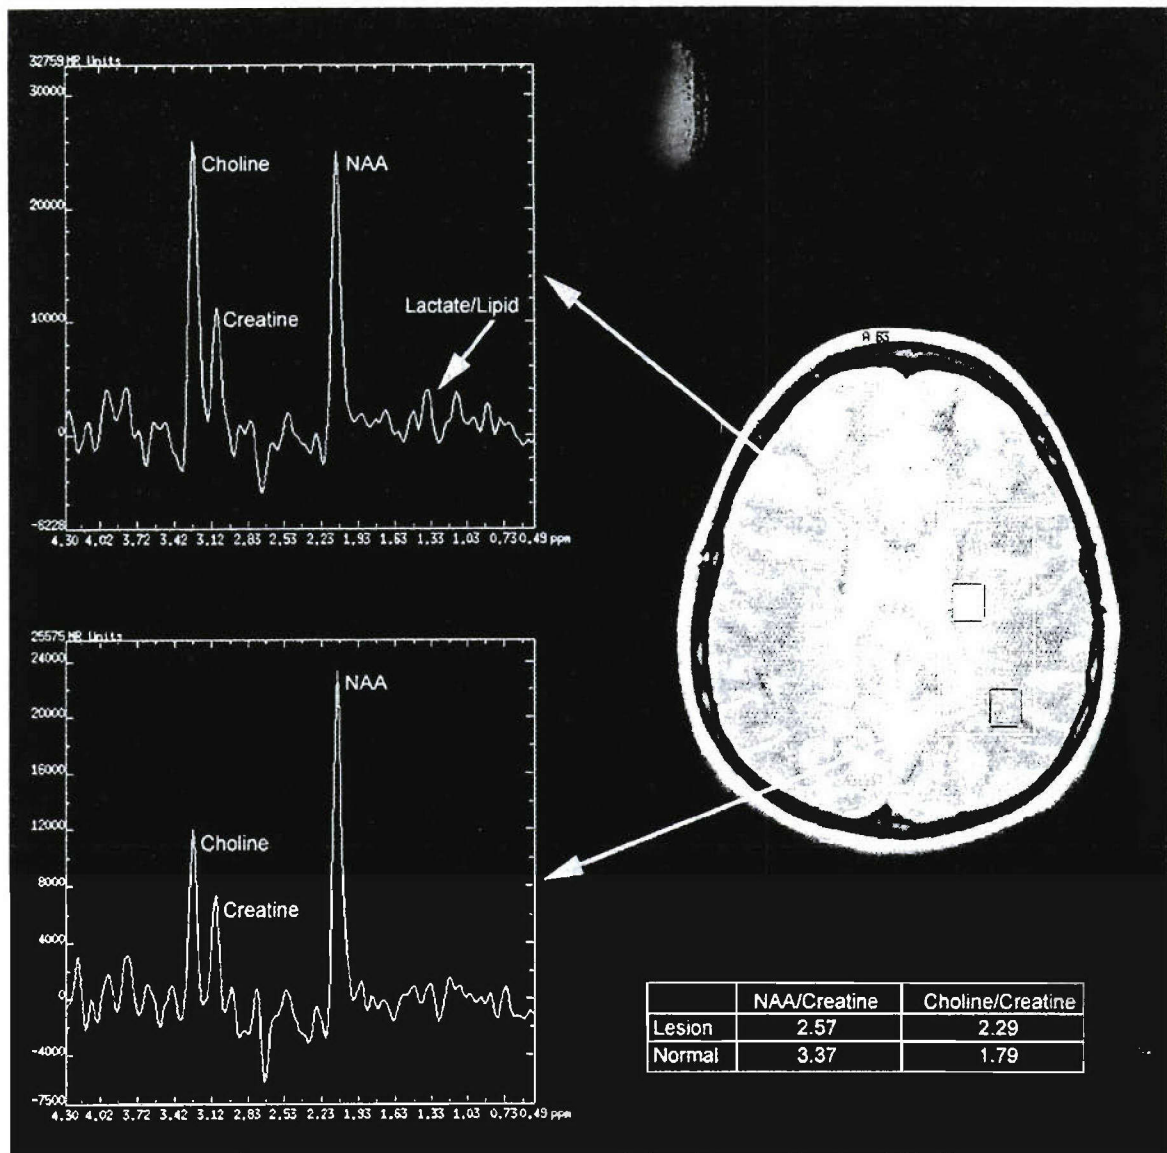 32759 MR Units
30000
20000
10000
0
-6228
4.30 4.02 3.72 3.42 3.12 2.83 2.53 2.23 1.93 1.63 1.33 1.03 0.73 0.49 ppm
Choline
NAA
Creatine
Lactate/Lipid
A 65
25575 MR Units
24000
20000
16000
12000
8000
4000
0
-4000
-7500
4.30 4.02 3.72 3.42 3.12 2.83 2.53 2.23 1.93 1.63 1.33 1.03 0.73 0.49 ppm
NAA
Choline
Creatine
NAA/Creatine Choline/Creatine
Lesion 2.57 2.29
Normal 3.37 1.79